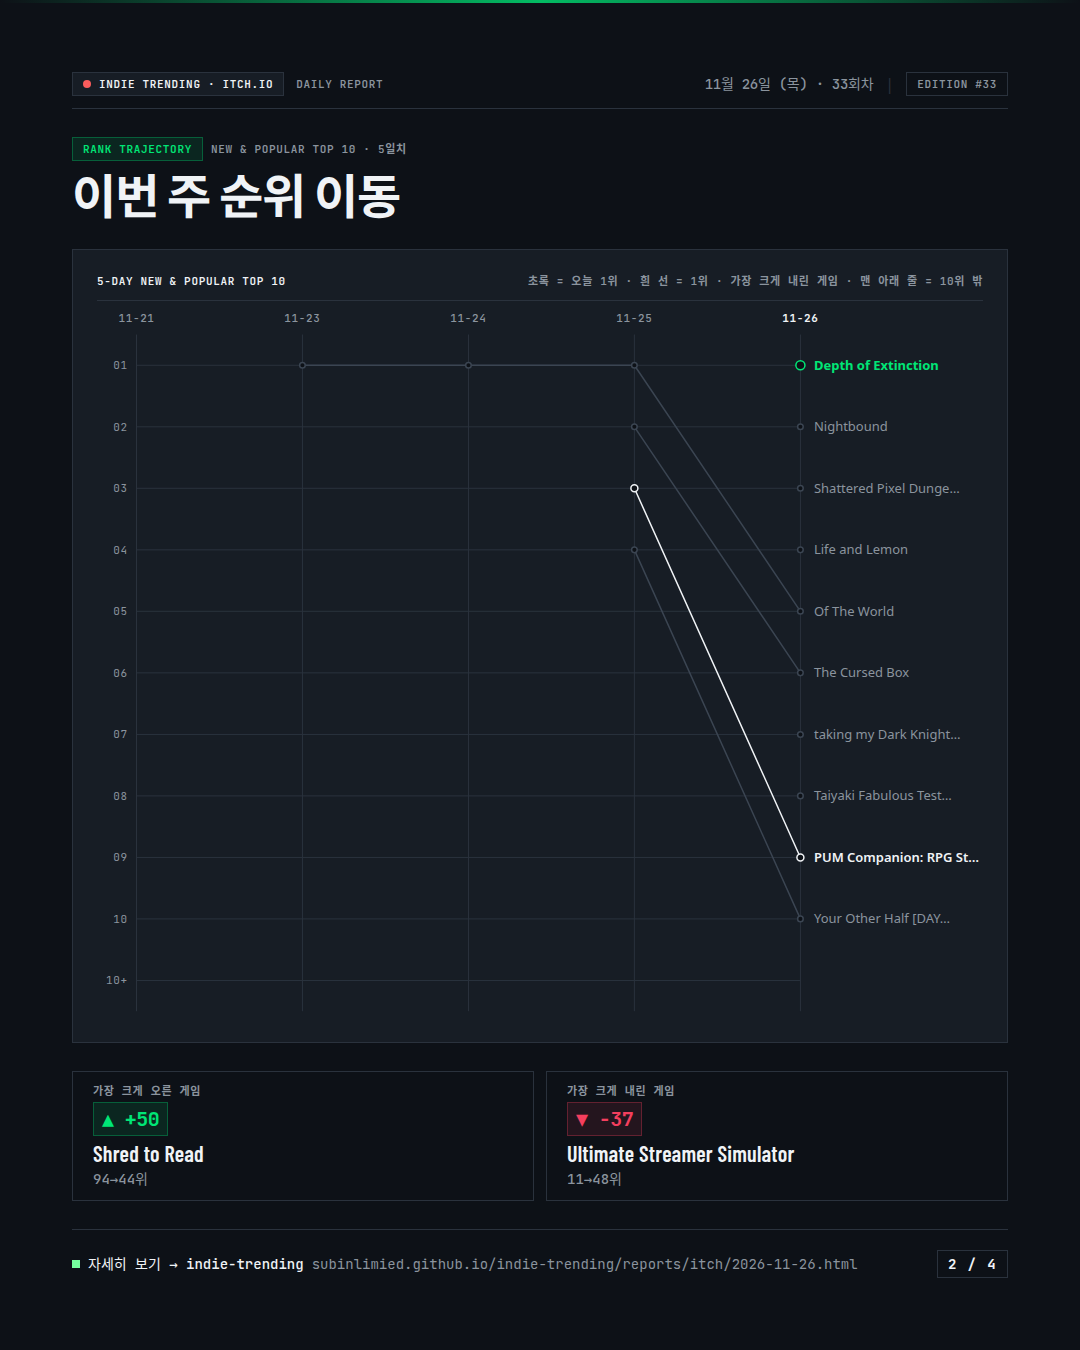 INDIE TRENDING · ITCH.IO DAILY REPORT 11월 26일 (목) · 33회차 EDITION #33
RANK TRAJECTORY NEW & POPULAR TOP 10 · 5일치
이번 주 순위 이동
5-DAY NEW & POPULAR TOP 10 초록 = 오늘 1위 · 흰 선 = 1위 · 가장 크게 내린 게임 · 맨 아래 줄 = 10위 밖
11-21 11-23 11-24 11-25 11-26
01 Depth of Extinction
02 Nightbound
03 Shattered Pixel Dunge...
04 Life and Lemon
05 Of The World
06 The Cursed Box
07 taking my Dark Knight...
08 Taiyaki Fabulous Test...
09 PUM Companion: RPG St...
10 Your Other Half [DAY...
10+
가장 크게 오른 게임
▲ +50
Shred to Read
94→44위
가장 크게 내린 게임
▼ -37
Ultimate Streamer Simulator
11→48위
자세히 보기 → indie-trending subinlimied.github.io/indie-trending/reports/itch/2026-11-26.html 2 / 4